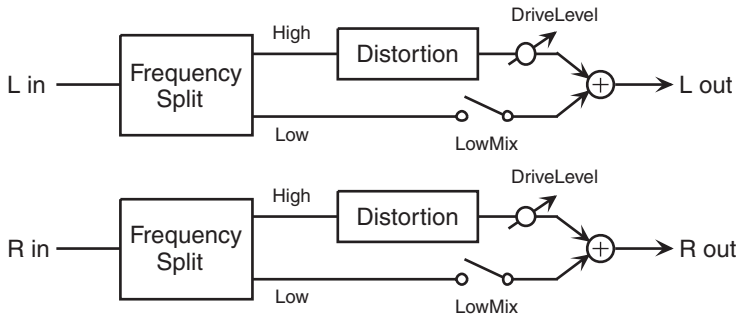 DriveLevel
High
Distortion
Frequency
Split
L in
+
L out
Low
LowMix
DriveLevel
High
Distortion
Frequency
Split
R in
+
R out
Low
LowMix